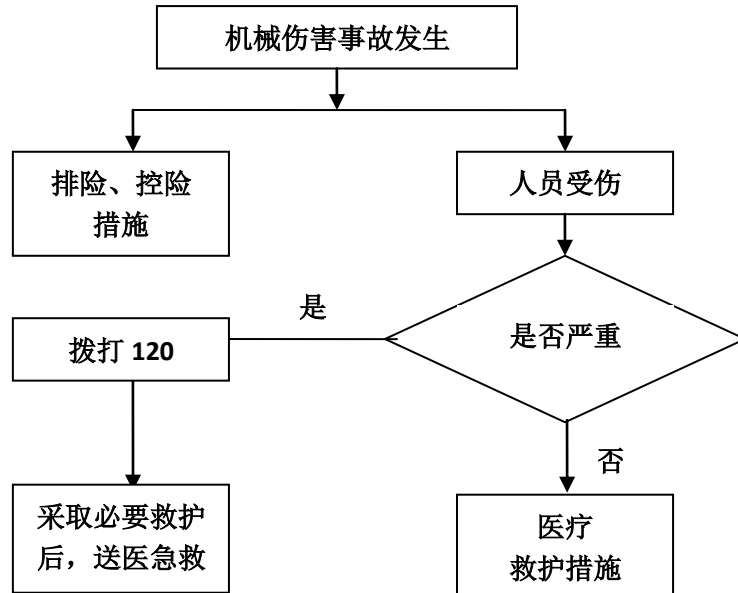 机械伤害事故发生
排险、控险
措施
人员受伤
是
拨打 120
是否严重
否
采取必要救护
后，送医急救
医疗
救护措施